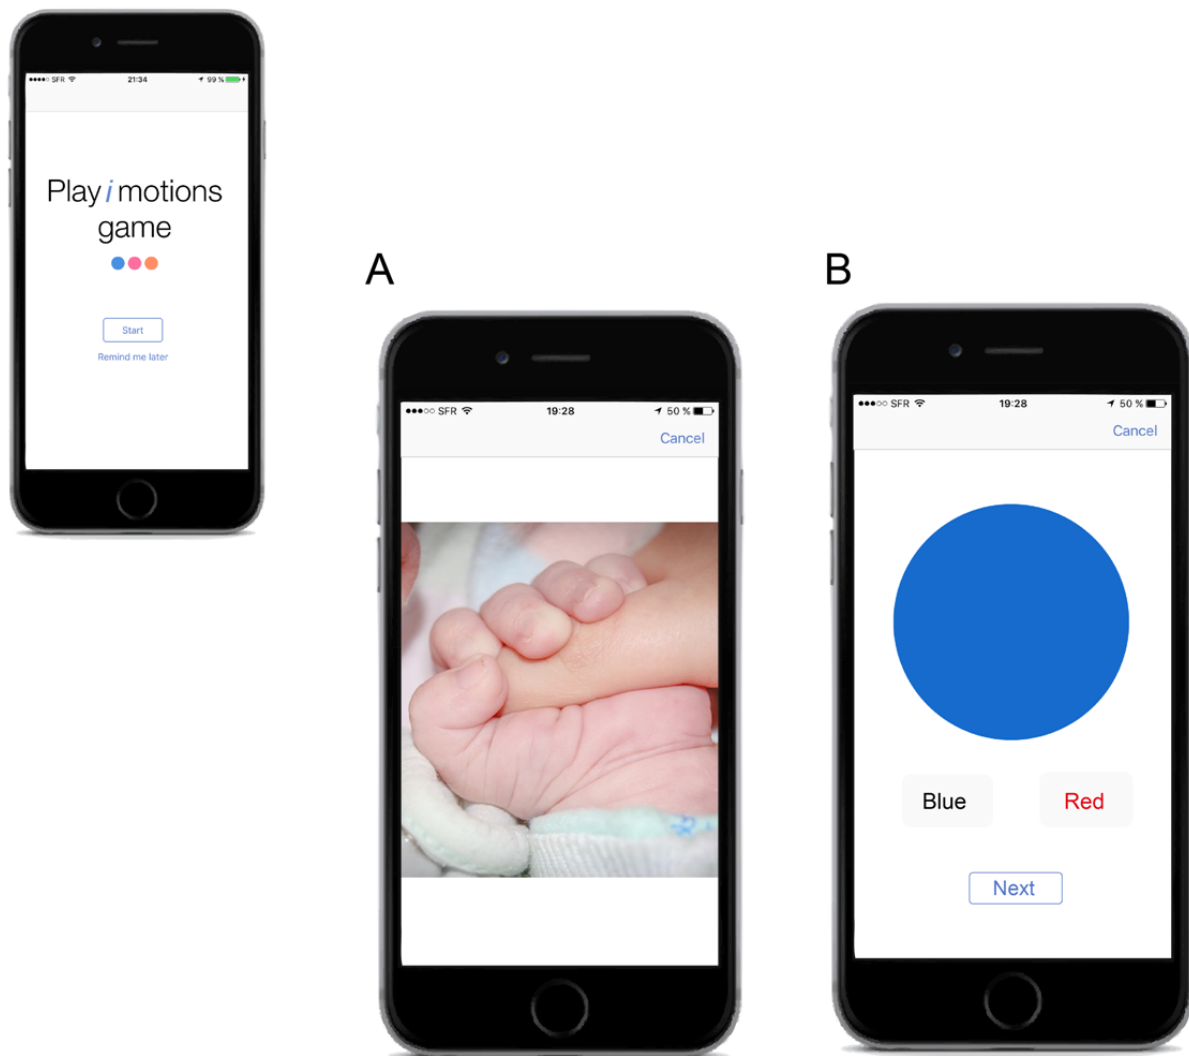 SFR
21:34
99 %
Play i motions
game
Start
Remind me later
A
SFR
19:28
50 %
Cancel
B
SFR
19:28
50 %
Cancel
Blue
Red
Next